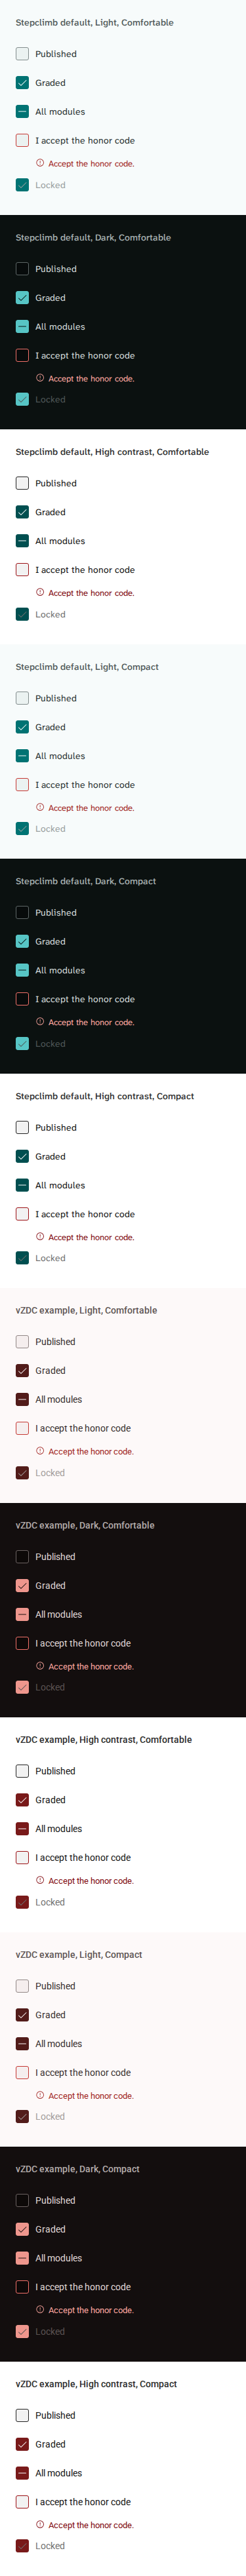 Stepclimb default, Light, Comfortable
Published
Graded
All modules
I accept the honor code
Accept the honor code.
Locked
Stepclimb default, Dark, Comfortable
Published
Graded
All modules
I accept the honor code
Accept the honor code.
Locked
Stepclimb default, High contrast, Comfortable
Published
Graded
All modules
I accept the honor code
Accept the honor code.
Locked
Stepclimb default, Light, Compact
Published
Graded
All modules
I accept the honor code
Accept the honor code.
Locked
Stepclimb default, Dark, Compact
Published
Graded
All modules
I accept the honor code
Accept the honor code.
Locked
Stepclimb default, High contrast, Compact
Published
Graded
All modules
I accept the honor code
Accept the honor code.
Locked
vZDC example, Light, Comfortable
Published
Graded
All modules
I accept the honor code
Accept the honor code.
Locked
vZDC example, Dark, Comfortable
Published
Graded
All modules
I accept the honor code
Accept the honor code.
Locked
vZDC example, High contrast, Comfortable
Published
Graded
All modules
I accept the honor code
Accept the honor code.
Locked
vZDC example, Light, Compact
Published
Graded
All modules
I accept the honor code
Accept the honor code.
Locked
vZDC example, Dark, Compact
Published
Graded
All modules
I accept the honor code
Accept the honor code.
Locked
vZDC example, High contrast, Compact
Published
Graded
All modules
I accept the honor code
Accept the honor code.
Locked